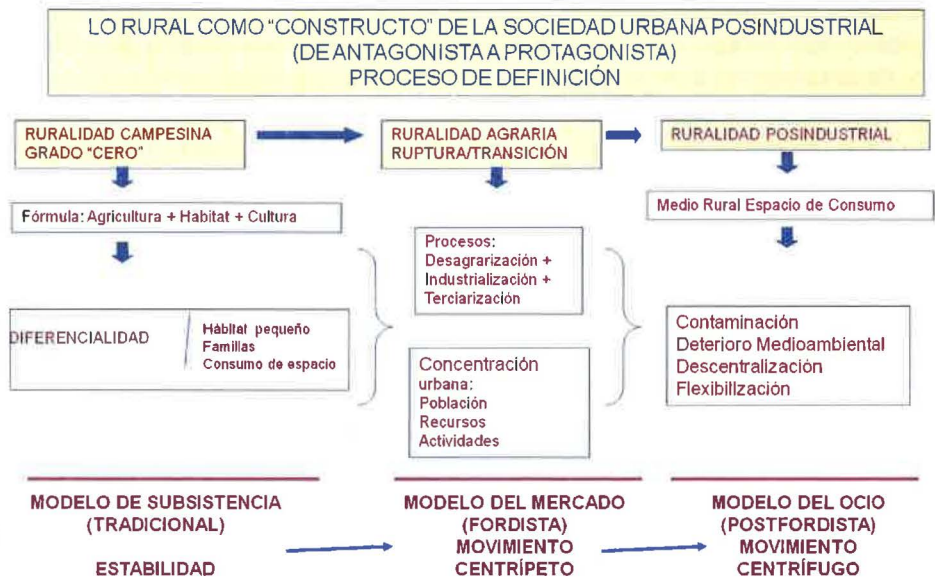 LO RURAL COMO “CONSTRUCTO” DE LA SOCIEDAD URBANA POSINDUSTRIAL
(DE ANTAGONISTA A PROTAGONISTA)
PROCESO DE DEFINICIÓN
RURALIDAD CAMPESINA
GRADO “CERO”
RURALIDAD AGRARIA
RUPTURA/TRANSICIÓN
RURALIDAD POSINDUSTRIAL
Fórmula: Agricultura + Habitat + Cultura
Medio Rural Espacio de Consumo
Procesos:
Desagrarización +
Industrialización +
Terciarización
DIFERENCIALIDAD
Hábitat pequeño
Familias
Consumo de espacio
Concentración
urbana:
Población
Recursos
Actividades
Contaminación
Deterioro Medioambiental
Descentralización
Flexibilización
MODELO DE SUBSISTENCIA
(TRADICIONAL)
ESTABILIDAD
MODELO DEL MERCADO
(FORDISTA)
MOVIMIENTO
CENTRÍPETO
MODELO DEL OCIO
(POSTFORDISTA)
MOVIMIENTO
CENTRÍFUGO